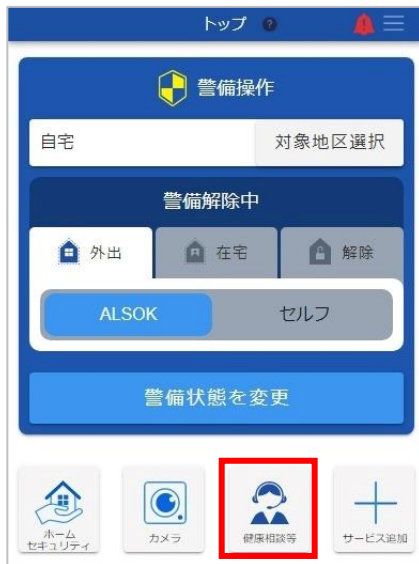 トップ ?
警備操作
自宅
対象地区選択
警備解除中
外出
在宅
解除
ALSOK
セルフ
警備状態を変更
ホーム
セキュリティ
カメラ
健康相談等
サービス追加